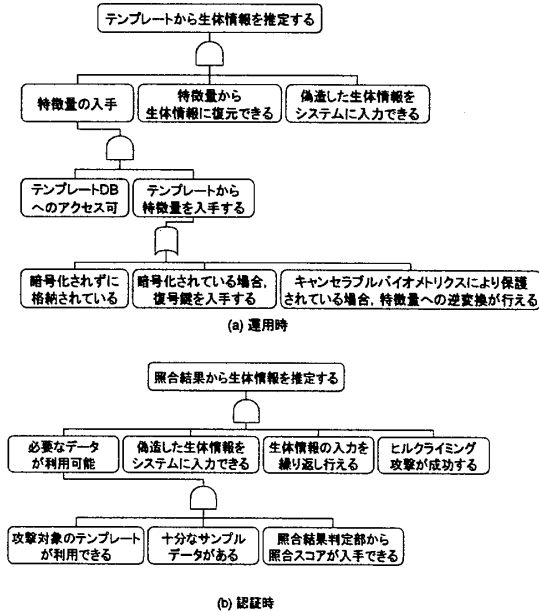 テンプレートから生体情報を推定する
特徴量の入手
特徴量から
生体情報に復元できる
偽造した生体情報を
システムに入力できる
テンプレートDB
へのアクセス可
テンプレートから
特徴量を入手する
暗号化されずに
格納されている
暗号化されている場合,
復号鍵を入手する
キャンセラブルバイオメトリクスにより保護
されている場合, 特徴量への逆変換が行える
(a) 運用時
照合結果から生体情報を推定する
必要なデータ
が利用可能
偽造した生体情報を
システムに入力できる
生体情報の入力を
繰り返し行える
ヒルクライミング
攻撃が成功する
攻撃対象のテンプレート
が利用できる
十分なサンプル
データがある
照合結果判定部から
照合スコアが入手できる
(b) 認証時